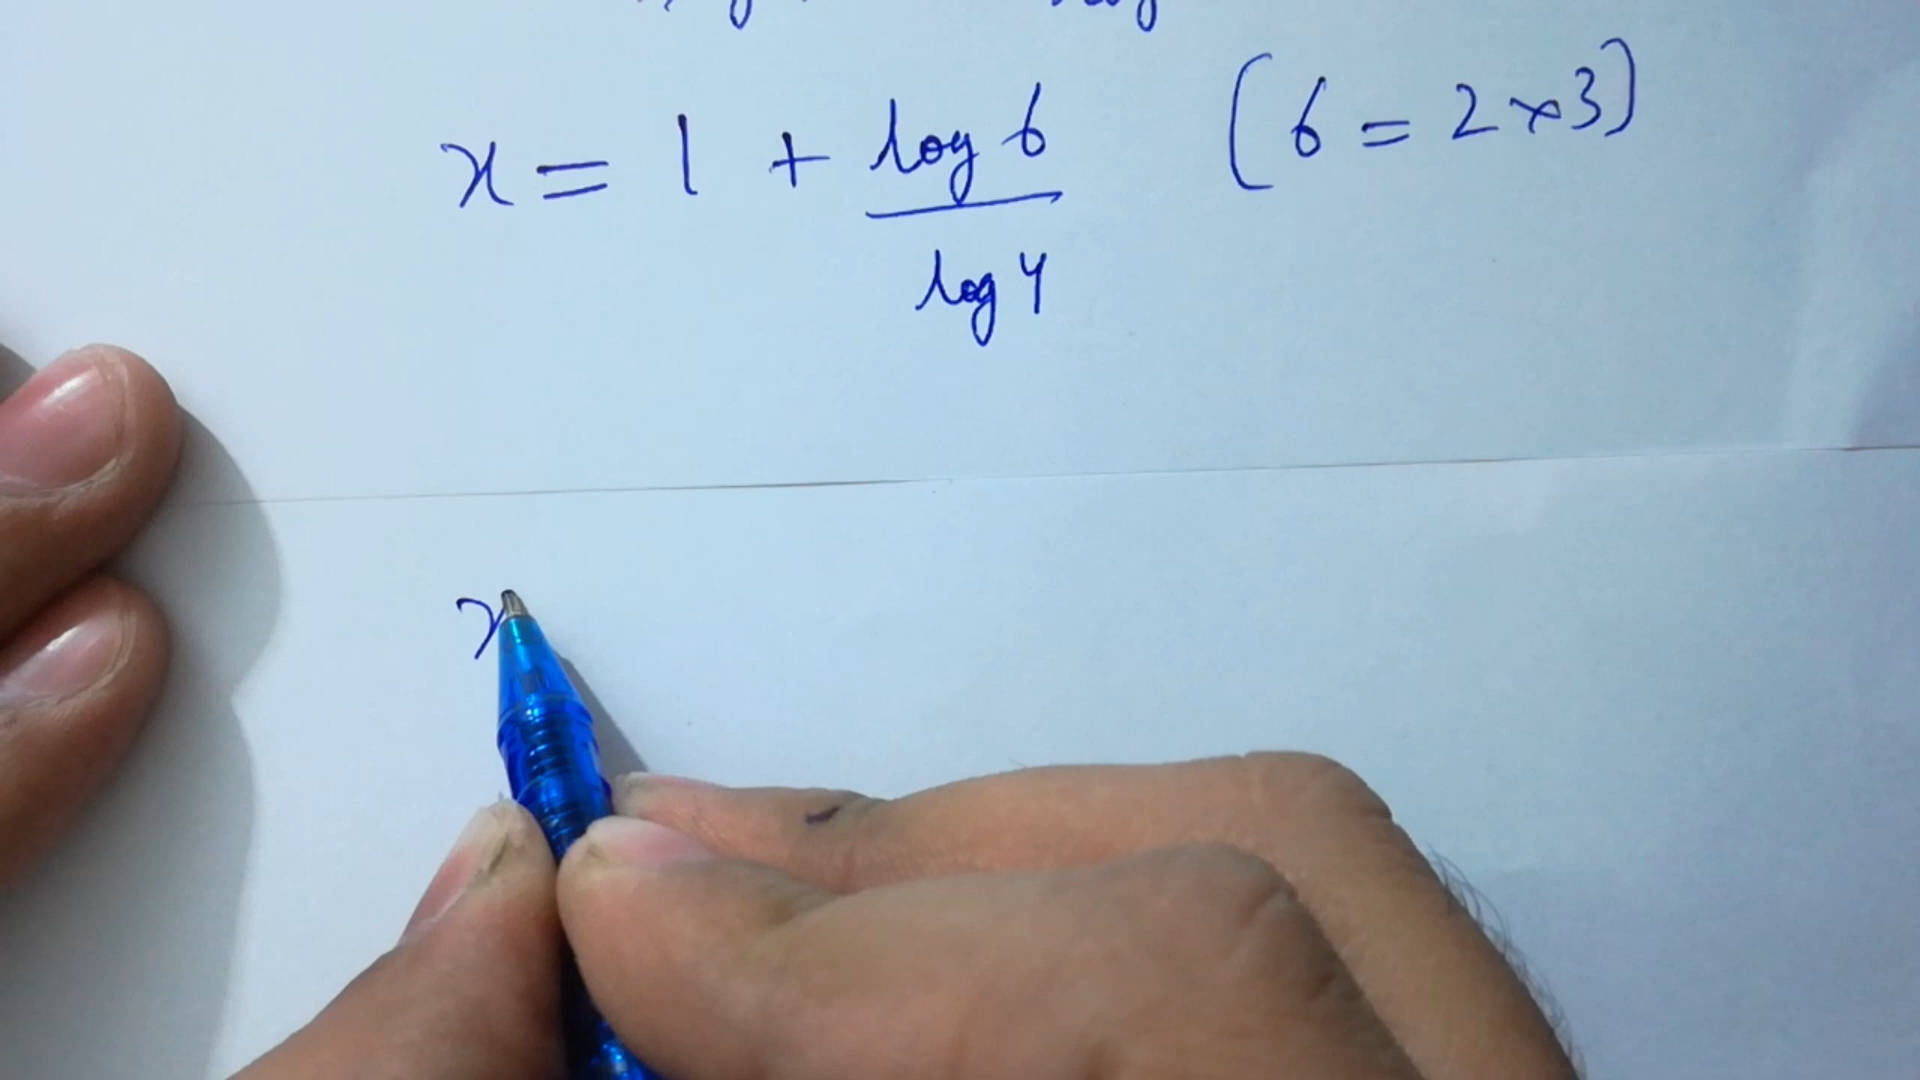 x = 1 + log 6 / log 4 (6 = 2 × 3)
x